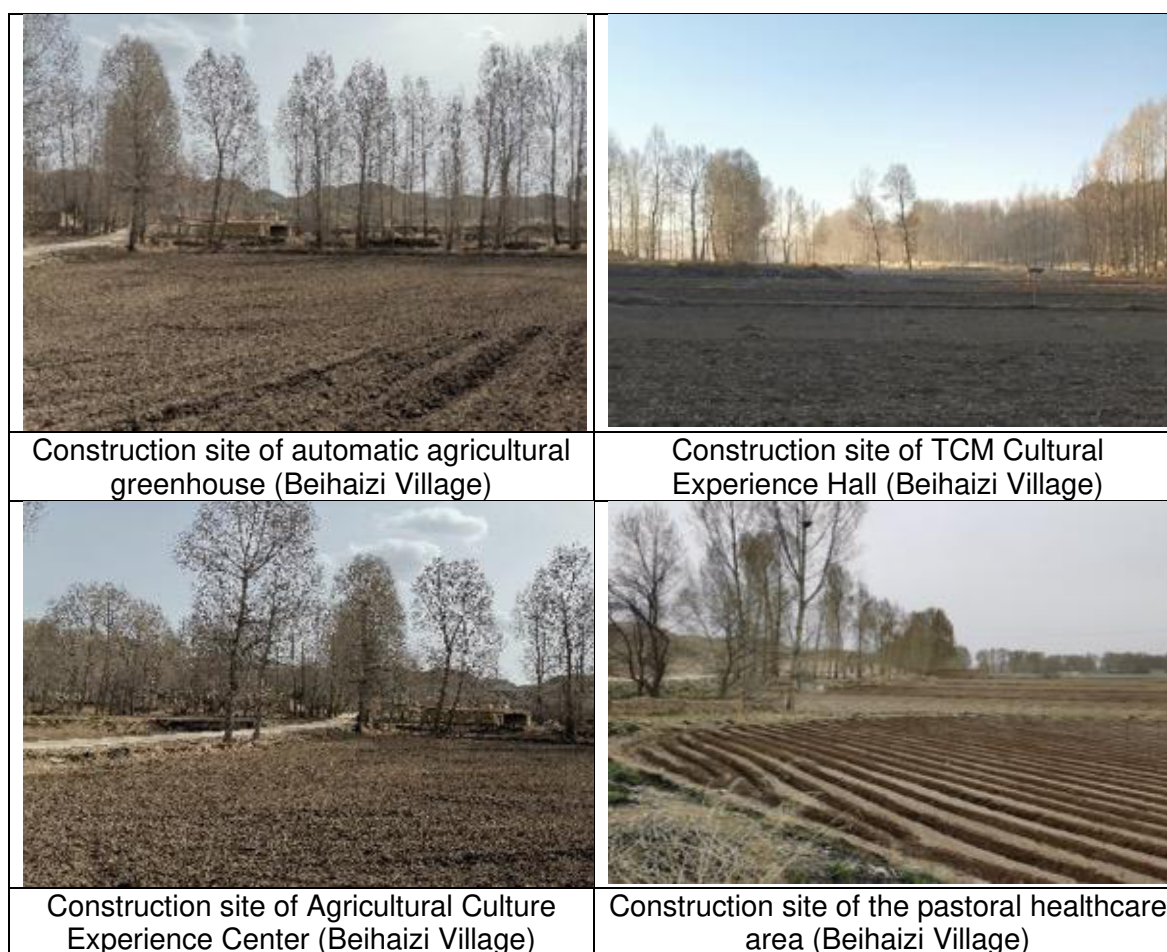 Construction site of automatic agricultural
greenhouse (Beihaizi Village)
Construction site of TCM Cultural
Experience Hall (Beihaizi Village)
Construction site of Agricultural Culture
Experience Center (Beihaizi Village)
Construction site of the pastoral healthcare
area (Beihaizi Village)